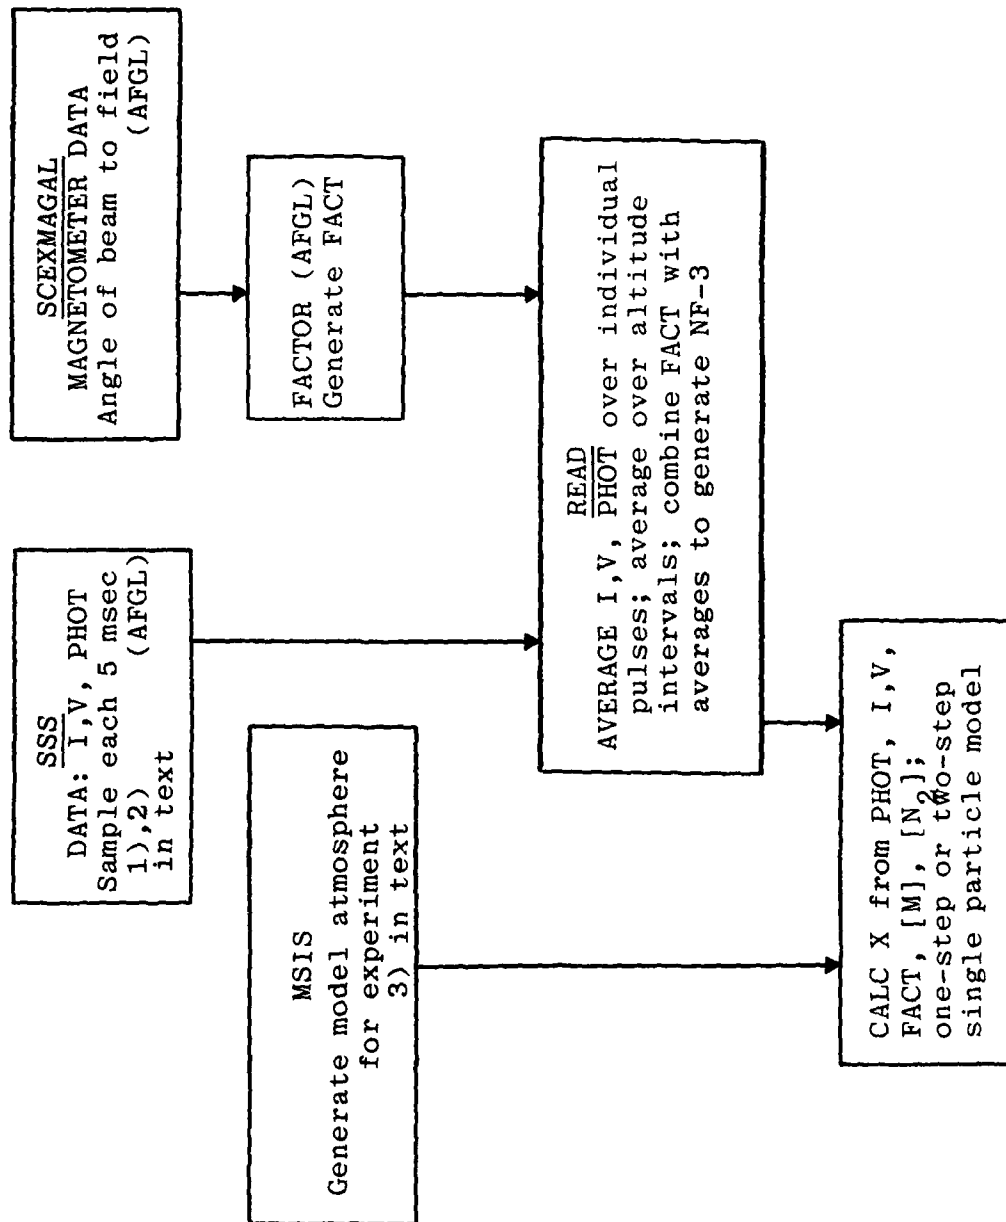 SCEXMAGAL
MAGNETOMETER DATA
Angle of beam to field
(AFGL)
FACTOR (AFGL)
Generate FACT
SSS
DATA: I,V, PHOT
Sample each 5 msec
1),2) (AFGL)
in text
MSIS
Generate model atmosphere
for experiment
3) in text
READ
AVERAGE I,V, PHOT over individual
pulses; average over altitude
intervals; combine FACT with
averages to generate NF-3
CALC X from PHOT, I,V,
FACT, [M], [N2];
one-step or two-step
single particle model